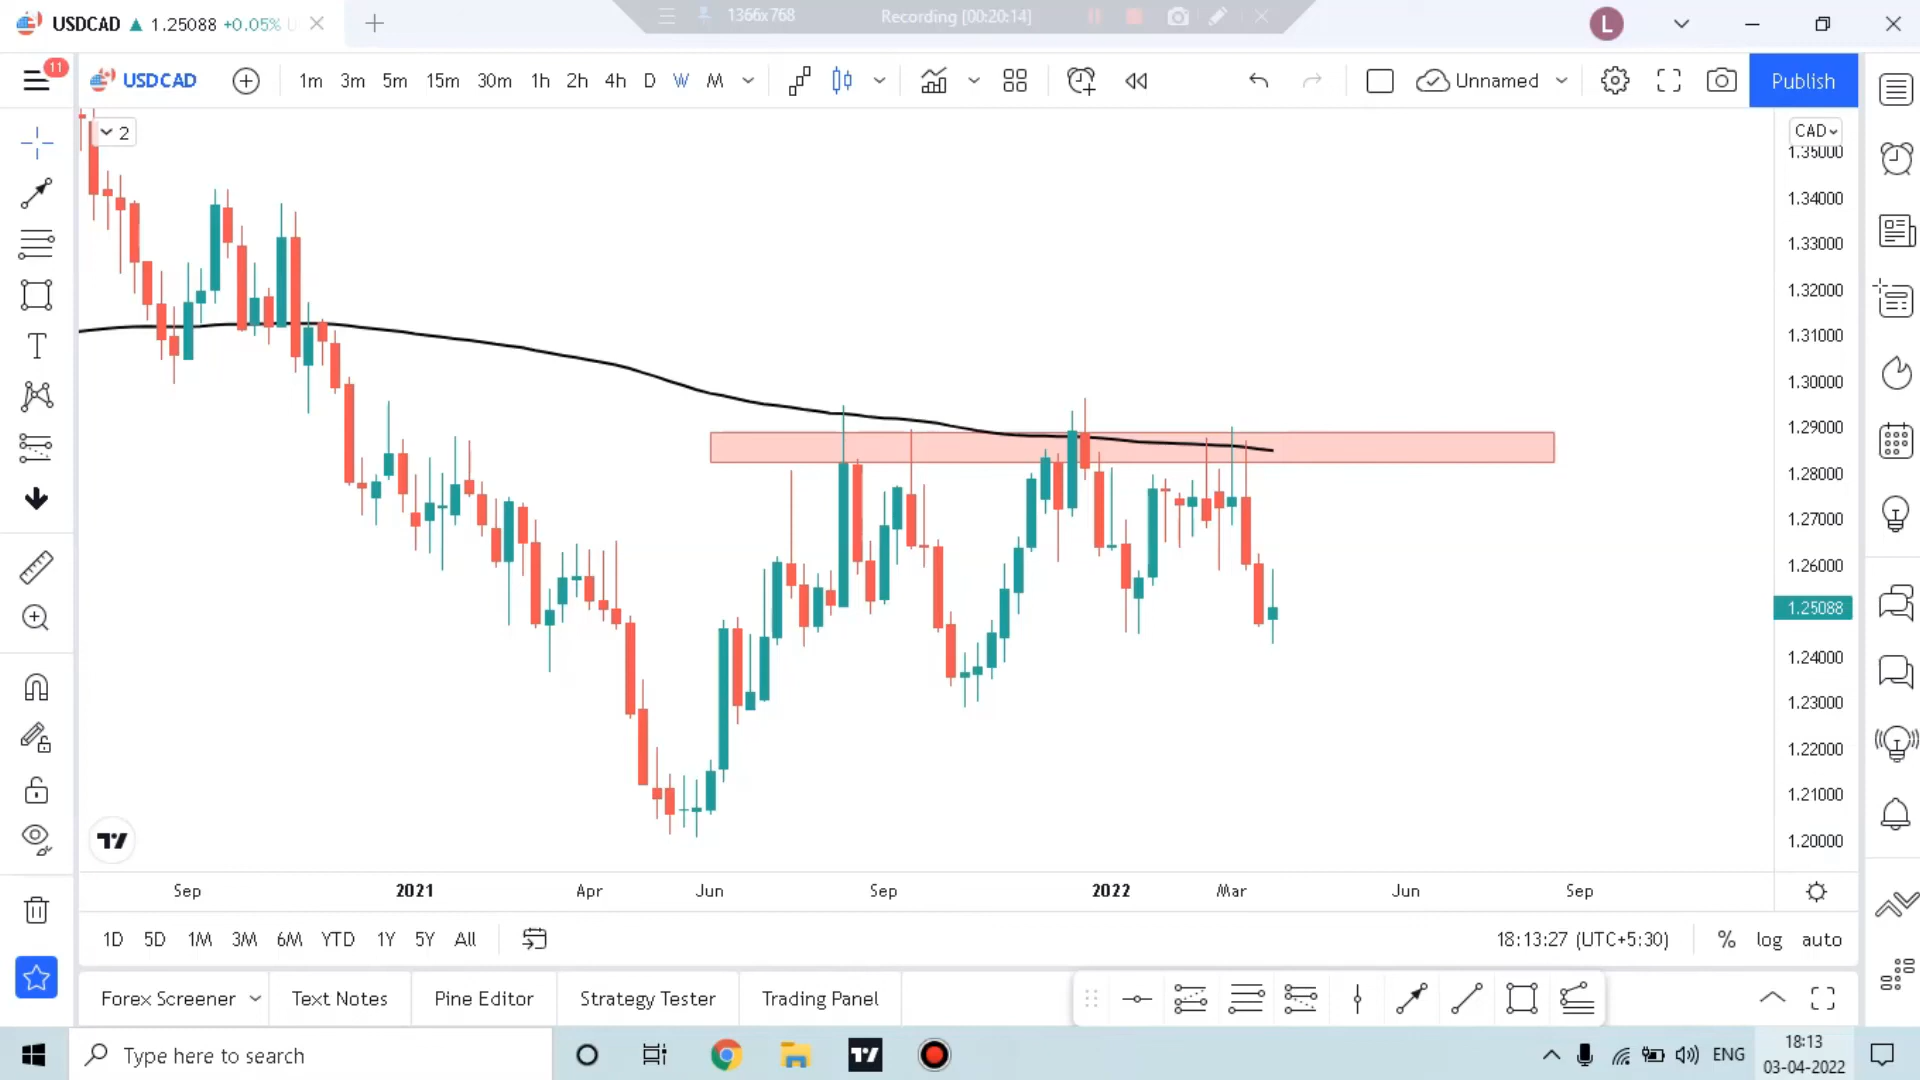 USDCAD ▲ 1.25088 +0.05% U
1366x768
Recording [00:20:14]
L
11
USDCAD
1m 3m 5m 15m 30m 1h 2h 4h D W M
Unnamed
Publish
2
CAD
1.35000
1.34000
1.33000
1.32000
1.31000
1.30000
1.29000
1.28000
1.27000
1.26000
1.25088
1.24000
1.23000
1.22000
1.21000
1.20000
T
Sep 2021 Apr Jun Sep 2022 Mar Jun Sep
1D 5D 1M 3M 6M YTD 1Y 5Y All
18:13:27 (UTC+5:30) % log auto
Forex Screener Text Notes Pine Editor Strategy Tester Trading Panel
Type here to search
ENG
18:13
03-04-2022